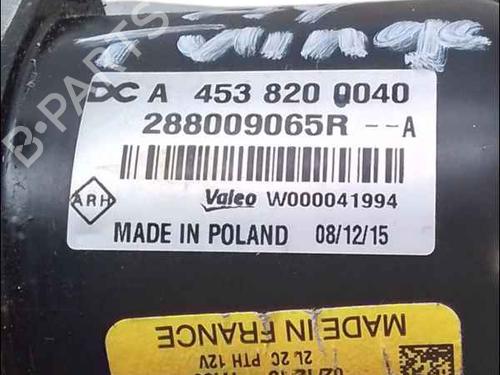 DC A 453 820 0040
288009065R --A
ARH
Valeo W000041994
MADE IN POLAND 08/12/15
MADE IN FRANCE
2L 2C PTH 12V